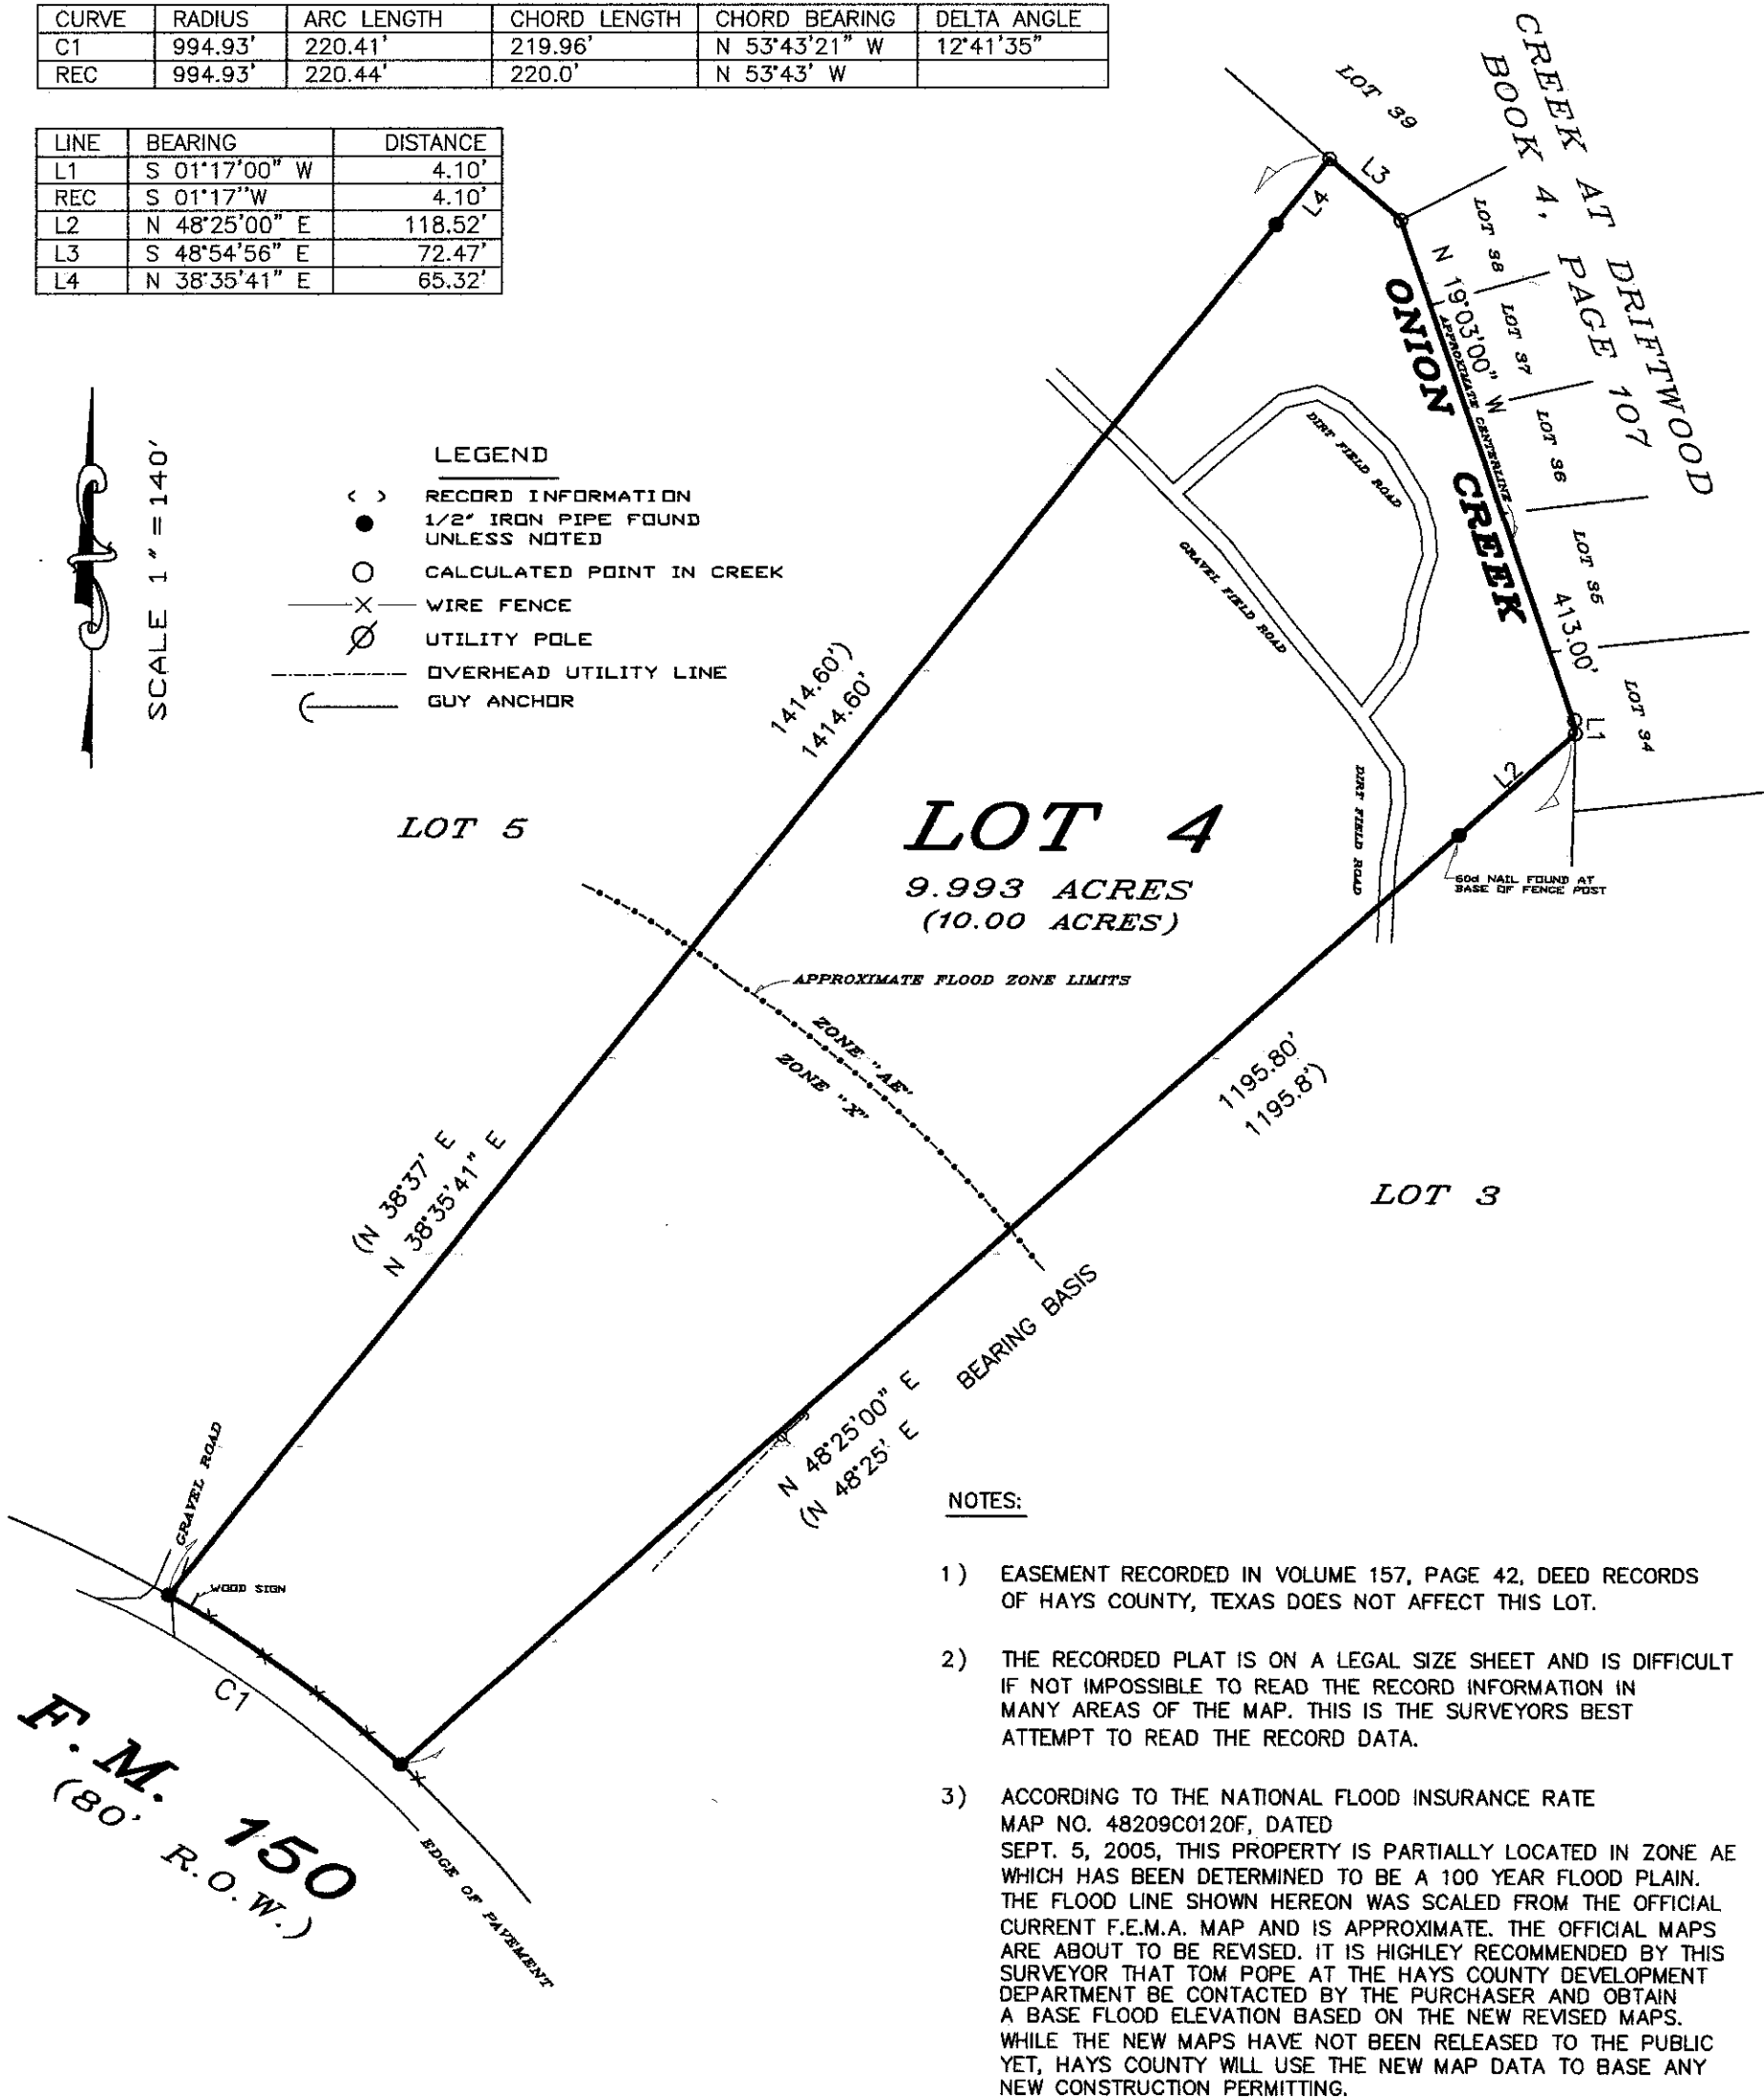 CURVE RADIUS ARC LENGTH CHORD LENGTH CHORD BEARING DELTA ANGLE
C1 994.93' 220.41' 219.96' N 53°43'21" W 12°41'35"
REC 994.93' 220.44' 220.0' N 53°43' W
LINE BEARING DISTANCE
L1 S 01°17'00" W 4.10'
REC S 01°17''W 4.10'
L2 N 48°25'00" E 118.52'
L3 S 48°54'56" E 72.47'
L4 N 38°35'41" E 65.32'
CREEK AT DRIFTWOOD
BOOK 4, PAGE 107
LOT 39
L3
L4
LOT 38
LOT 37
LOT 36
LOT 35
LOT 34
N 19°03'00" W
413.00'
APPROXIMATE CENTERLINE
ONION CREEK
L1
L2
SCALE 1"=140'
LEGEND
< > RECORD INFORMATION
1/2" IRON PIPE FOUND
UNLESS NOTED
CALCULATED POINT IN CREEK
WIRE FENCE
UTILITY POLE
OVERHEAD UTILITY LINE
GUY ANCHOR
DIRT FIELD ROAD
GRAVEL FIELD ROAD
DIRT FIELD ROAD
1414.60')
1414.60'
LOT 5
LOT 4
9.993 ACRES
(10.00 ACRES)
60d NAIL FOUND AT
BASE OF FENCE POST
APPROXIMATE FLOOD ZONE LIMITS
ZONE "AE"
ZONE "X"
1195.80'
1195.8')
LOT 3
(N 38°37' E
N 38°35'41" E
BEARING BASIS
N 48°25'00" E
(N 48°25' E
GRAVEL ROAD
WOOD SIGN
C1
F.M. 150
(80' R.O.W.)
EDGE OF PAVEMENT
NOTES:
1) EASEMENT RECORDED IN VOLUME 157, PAGE 42, DEED RECORDS
OF HAYS COUNTY, TEXAS DOES NOT AFFECT THIS LOT.
2) THE RECORDED PLAT IS ON A LEGAL SIZE SHEET AND IS DIFFICULT
IF NOT IMPOSSIBLE TO READ THE RECORD INFORMATION IN
MANY AREAS OF THE MAP. THIS IS THE SURVEYORS BEST
ATTEMPT TO READ THE RECORD DATA.
3) ACCORDING TO THE NATIONAL FLOOD INSURANCE RATE
MAP NO. 48209C0120F, DATED
SEPT. 5, 2005, THIS PROPERTY IS PARTIALLY LOCATED IN ZONE AE
WHICH HAS BEEN DETERMINED TO BE A 100 YEAR FLOOD PLAIN.
THE FLOOD LINE SHOWN HEREON WAS SCALED FROM THE OFFICIAL
CURRENT F.E.M.A. MAP AND IS APPROXIMATE. THE OFFICIAL MAPS
ARE ABOUT TO BE REVISED. IT IS HIGHLEY RECOMMENDED BY THIS
SURVEYOR THAT TOM POPE AT THE HAYS COUNTY DEVELOPMENT
DEPARTMENT BE CONTACTED BY THE PURCHASER AND OBTAIN
A BASE FLOOD ELEVATION BASED ON THE NEW REVISED MAPS.
WHILE THE NEW MAPS HAVE NOT BEEN RELEASED TO THE PUBLIC
YET, HAYS COUNTY WILL USE THE NEW MAP DATA TO BASE ANY
NEW CONSTRUCTION PERMITTING.